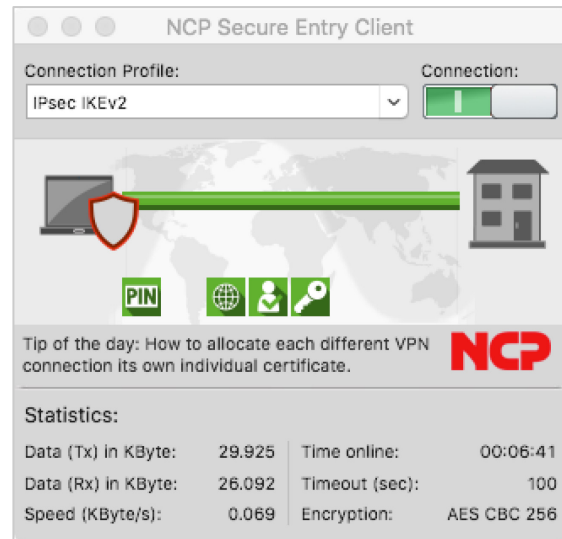 NCP Secure Entry Client
Connection Profile: Connection:
IPsec IKEv2
PIN
Tip of the day: How to allocate each different VPN
connection its own individual certificate.
NCP
Statistics:
Data (Tx) in KByte: 29.925 Time online: 00:06:41
Data (Rx) in KByte: 26.092 Timeout (sec): 100
Speed (KByte/s): 0.069 Encryption: AES CBC 256